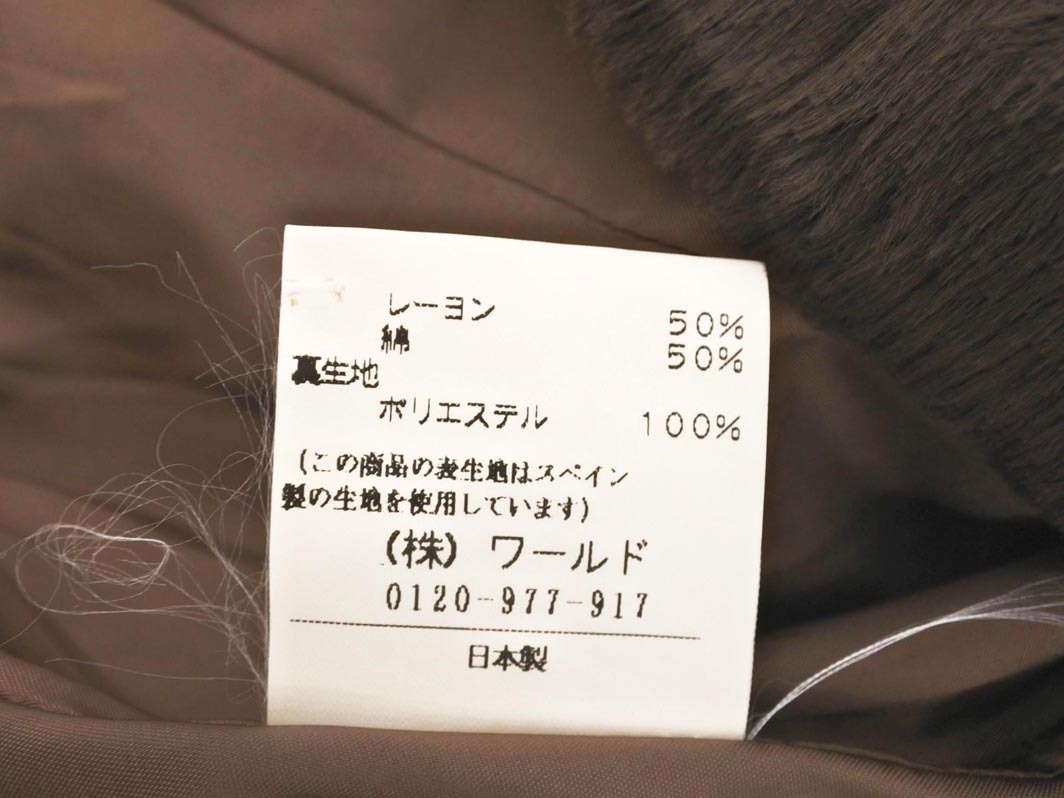 レーヨン 50%
綿 50%
裏生地
ポリエステル 100%
(この商品の表生地はスペイン
製の生地を使用しています)
(株) ワールド
0120-977-917
日本製